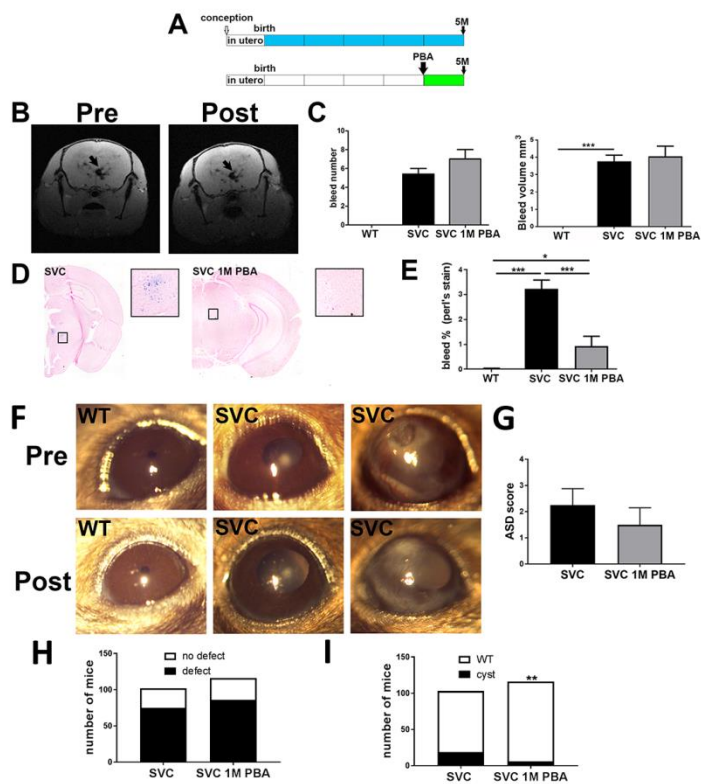 A
conception
birth
5M
in utero
birth
PBA
5M
in utero
B
Pre
Post
C
bleed number
10
8
6
4
2
0
WT
SVC
SVC 1M PBA
Bleed volume mm³
5
4
3
2
1
0
***
WT
SVC
SVC 1M PBA
D
SVC
SVC 1M PBA
E
bleed % (perl's stain)
4
3
2
1
0
*
***
***
WT
SVC
SVC 1M PBA
F
Pre
WT
SVC
SVC
Post
WT
SVC
SVC
G
ASD score
4
3
2
1
0
SVC
SVC 1M PBA
H
no defect
defect
number of mice
150
100
50
0
SVC
SVC 1M PBA
I
WT
cyst
number of mice
150
100
50
0
**
SVC
SVC 1M PBA